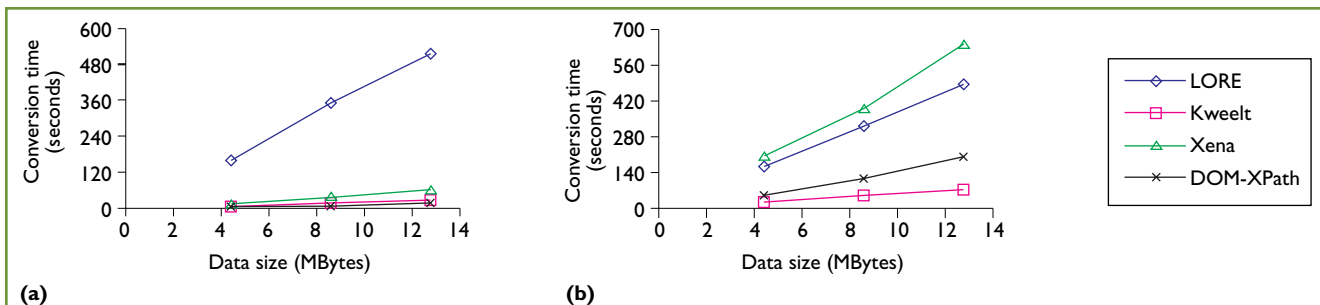 600
480
360
240
120
0
Conversion time
(seconds)
0 2 4 6 8 10 12 14
Data size (MBytes)
(a)
700
560
420
280
140
0
Conversion time
(seconds)
0 2 4 6 8 10 12 14
Data size (MBytes)
(b)
LORE
Kweelt
Xena
DOM-XPath